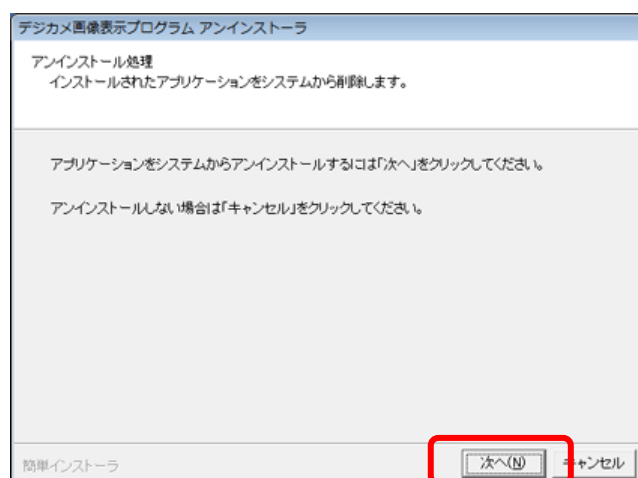 デジカメ画像表示プログラム アンインストーラ
アンインストール処理
インストールされたアプリケーションをシステムから削除します。
アプリケーションをシステムからアンインストールするには「次へ」をクリックしてください。
アンインストールしない場合は「キャンセル」をクリックしてください。
簡単インストーラ
次へ(N)
キャンセル